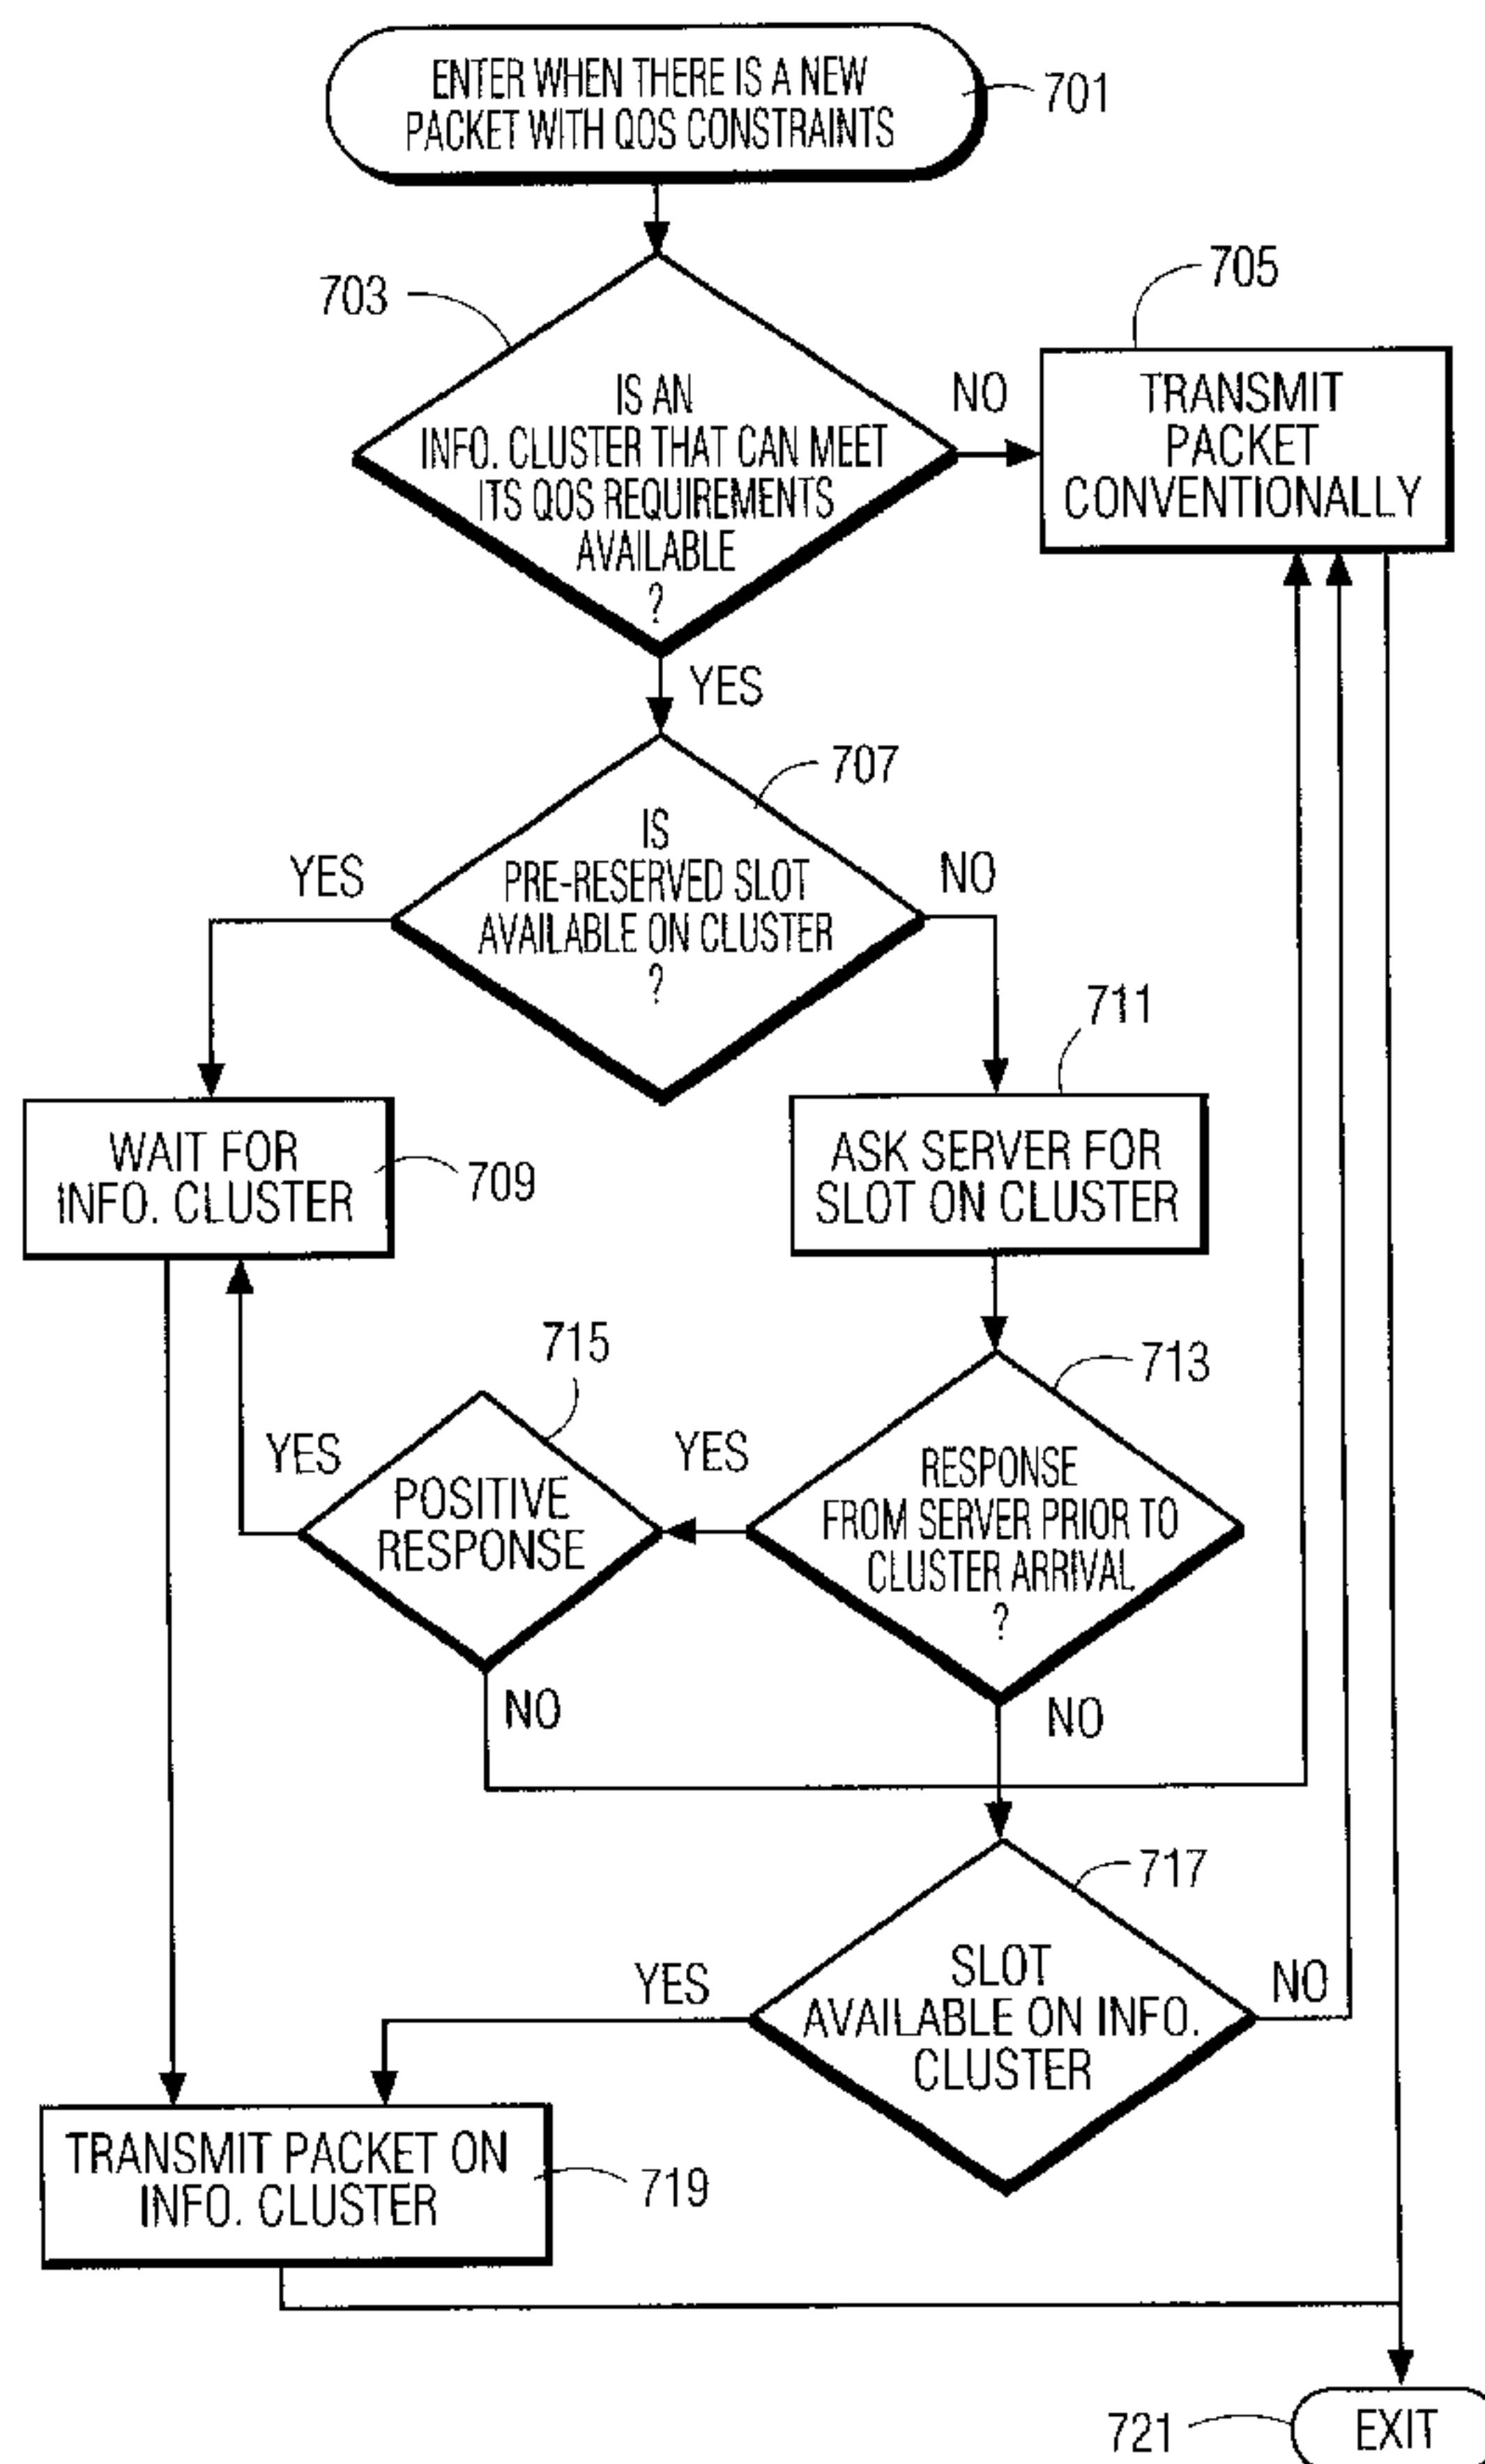 ENTER WHEN THERE IS A NEW
PACKET WITH QOS CONSTRAINTS
701
703
705
IS AN
INFO. CLUSTER THAT CAN MEET
ITS QOS REQUIREMENTS
AVAILABLE
?
NO
TRANSMIT
PACKET
CONVENTIONALLY
YES
707
IS
PRE-RESERVED SLOT
AVAILABLE ON CLUSTER
?
YES
NO
711
WAIT FOR
INFO. CLUSTER
709
ASK SERVER FOR
SLOT ON CLUSTER
715
713
YES
POSITIVE
RESPONSE
YES
RESPONSE
FROM SERVER PRIOR TO
CLUSTER ARRIVAL
?
NO
NO
717
YES
SLOT
AVAILABLE ON INFO.
CLUSTER
NO
TRANSMIT PACKET ON
INFO. CLUSTER
719
721
EXIT